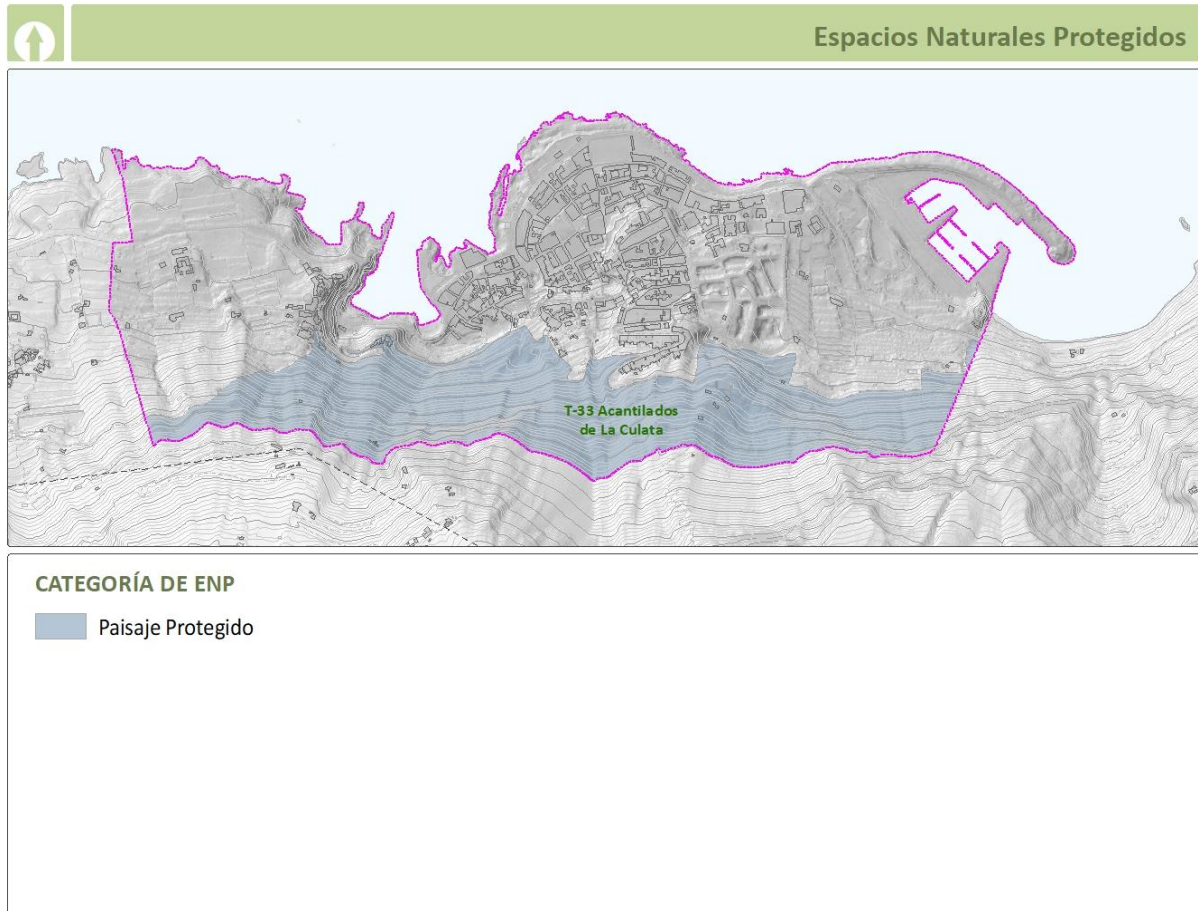 Espacios Naturales Protegidos
T-33 Acantilados
de La Culata
CATEGORÍA DE ENP
Paisaje Protegido